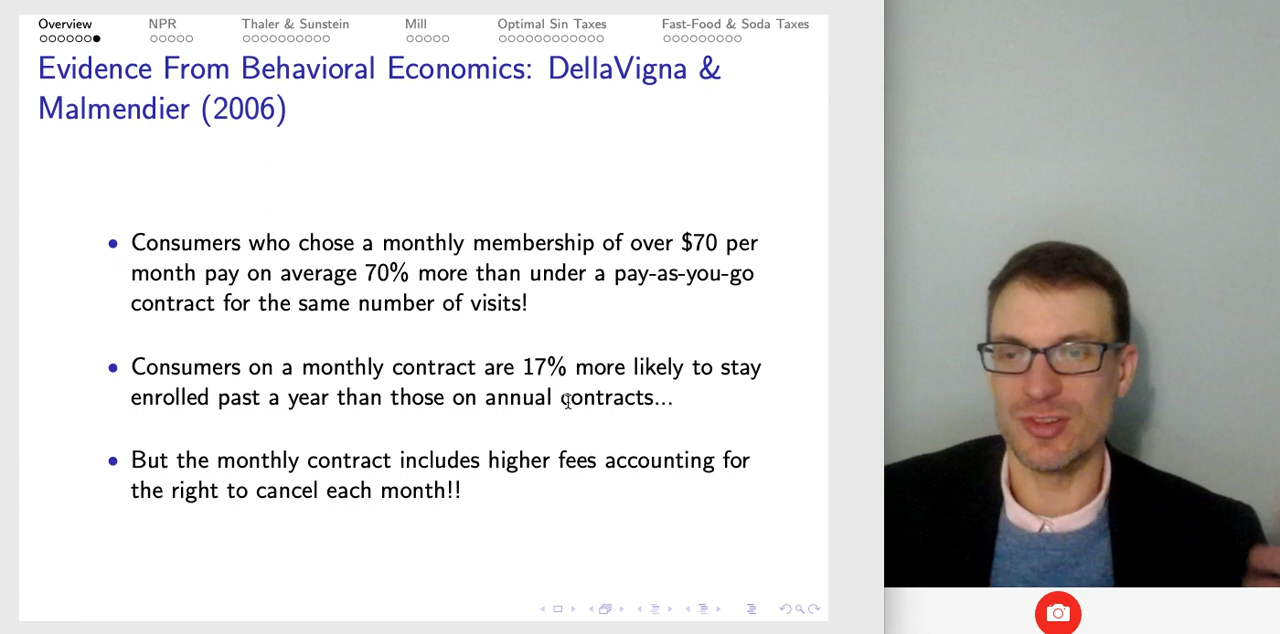 Overview NPR Thaler & Sunstein Mill Optimal Sin Taxes Fast-Food & Soda Taxes
Evidence From Behavioral Economics: DellaVigna &
Malmendier (2006)
• Consumers who chose a monthly membership of over $70 per
month pay on average 70% more than under a pay-as-you-go
contract for the same number of visits!
• Consumers on a monthly contract are 17% more likely to stay
enrolled past a year than those on annual contracts...
• But the monthly contract includes higher fees accounting for
the right to cancel each month!!